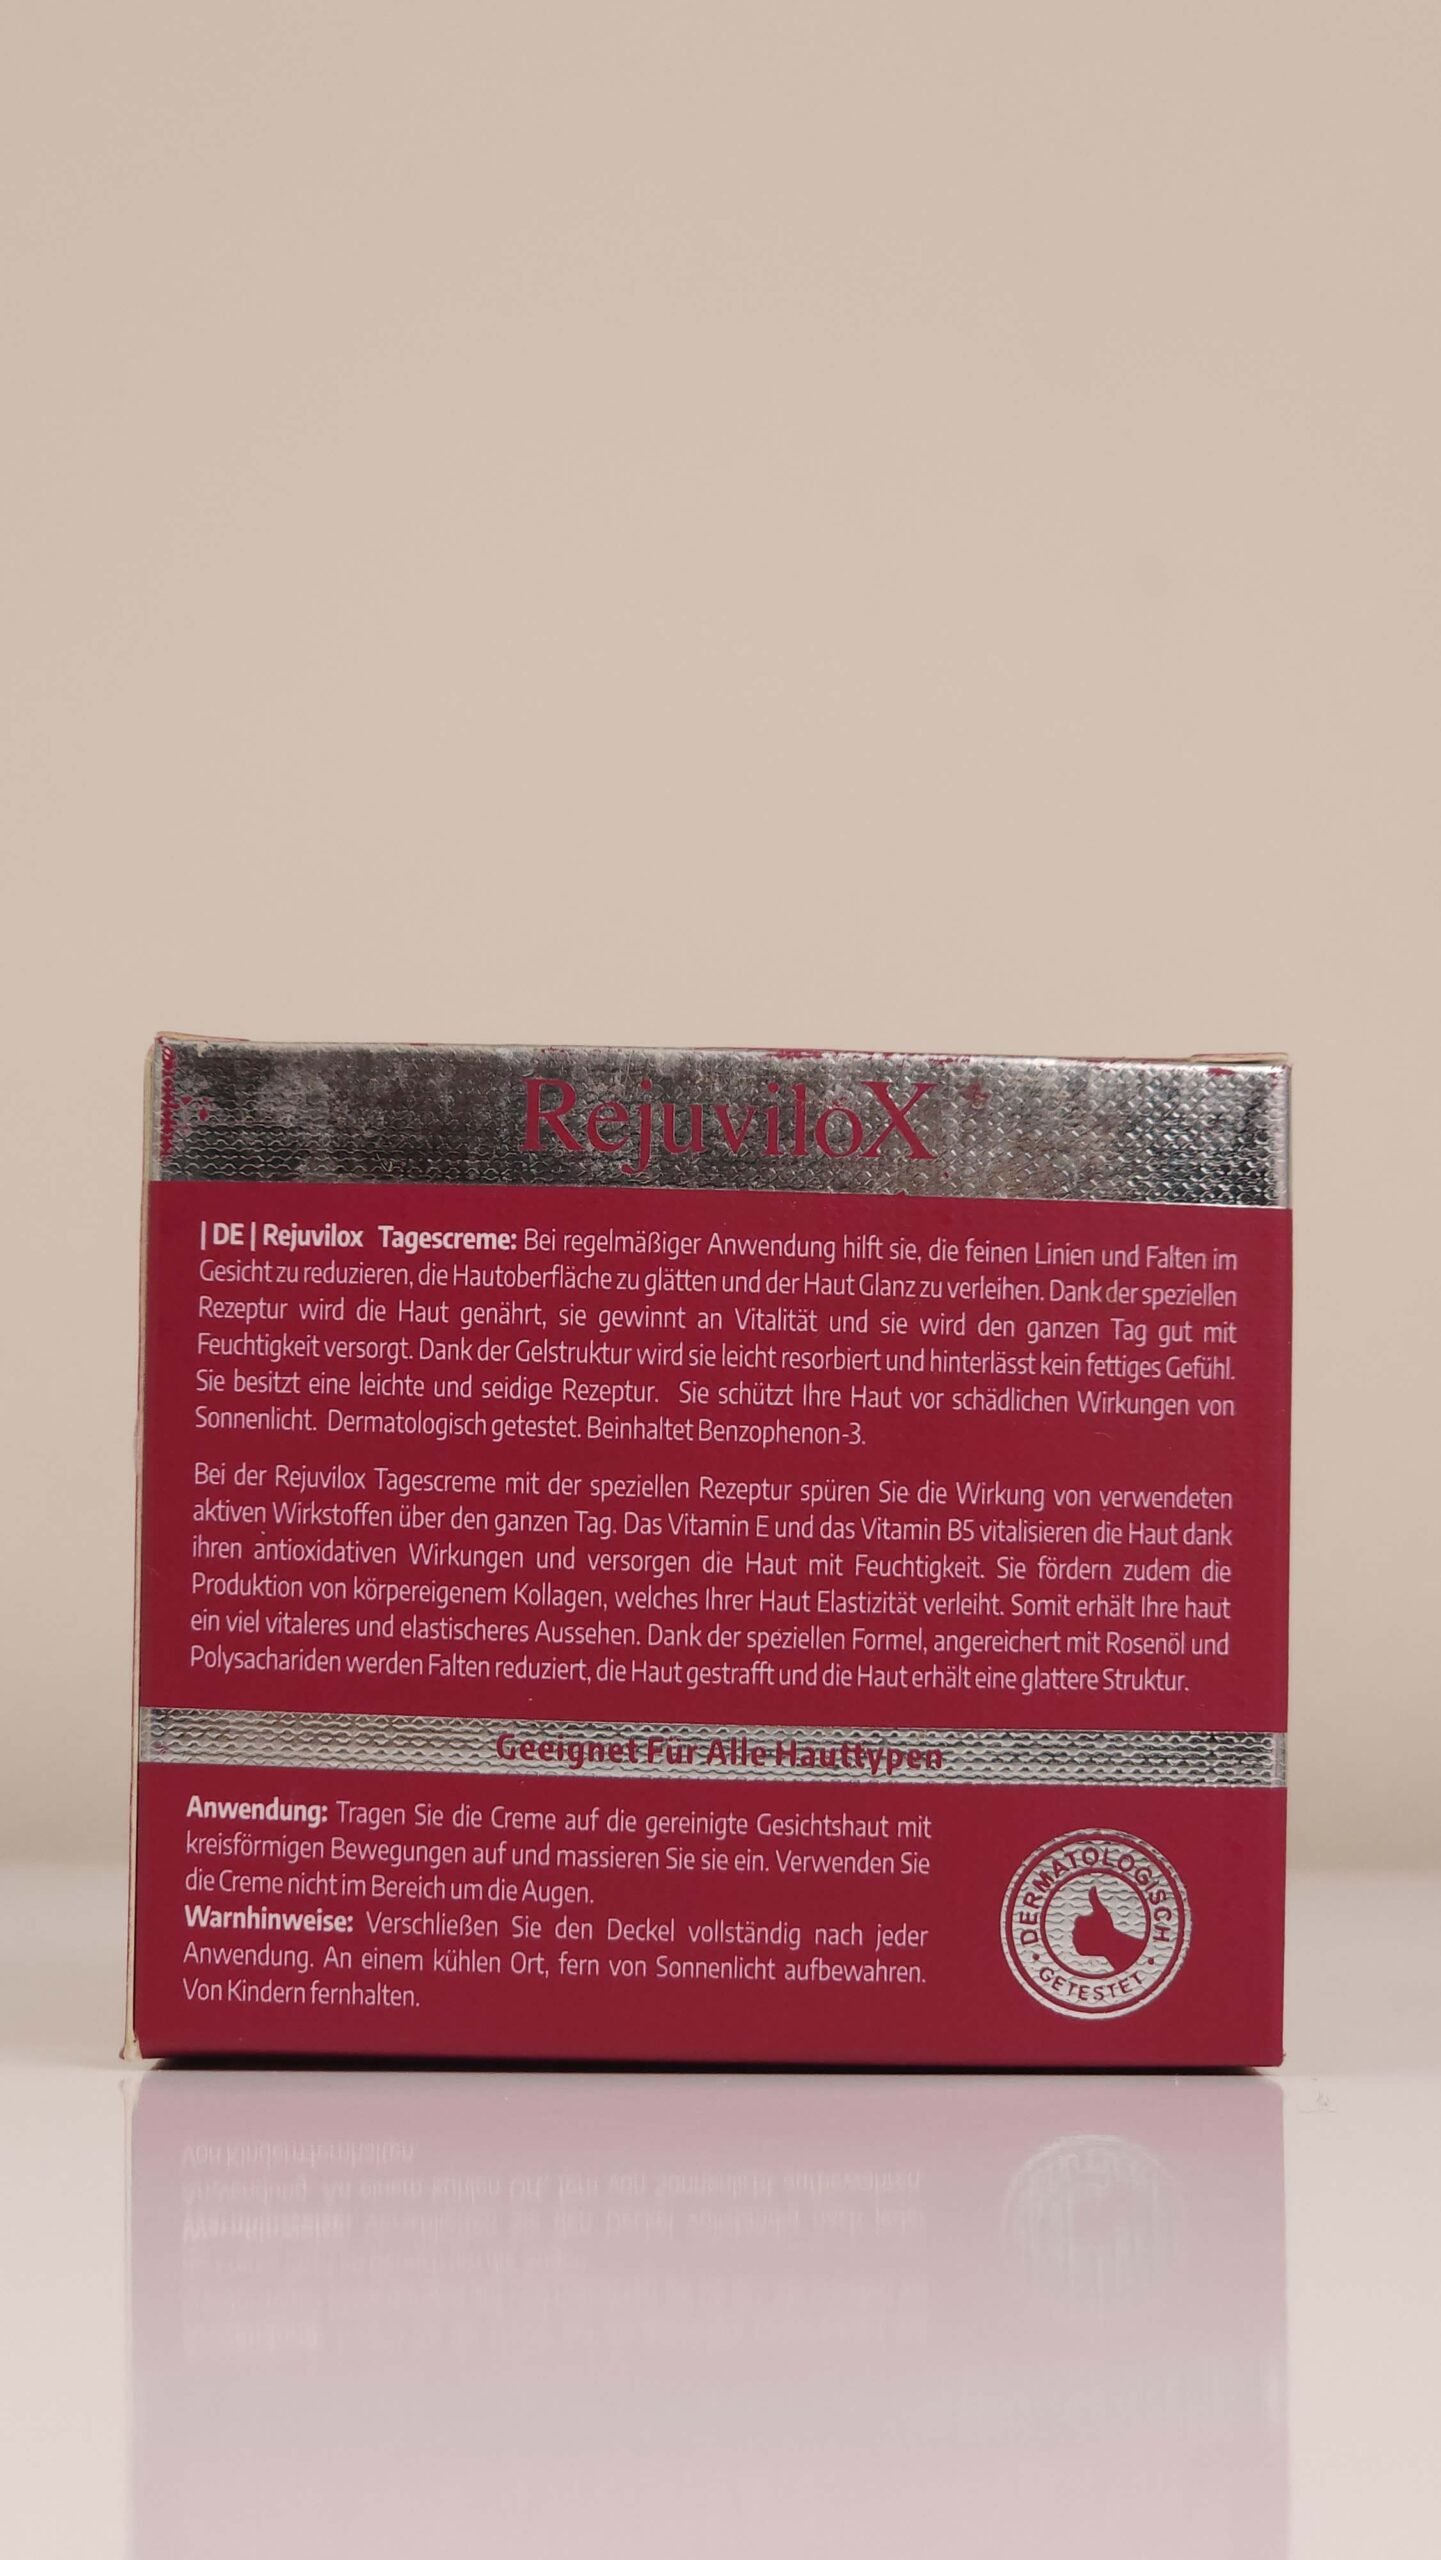 RejuviloX
| DE | Rejuvilox Tagescreme: Bei regelmäßiger Anwendung hilft sie, die feinen Linien und Falten im
Gesicht zu reduzieren, die Hautoberfläche zu glätten und der Haut Glanz zu verleihen. Dank der speziellen
Rezeptur wird die Haut genährt, sie gewinnt an Vitalität und sie wird den ganzen Tag gut mit
Feuchtigkeit versorgt. Dank der Gelstruktur wird sie leicht resorbiert und hinterlässt kein fettiges Gefühl.
Sie besitzt eine leichte und seidige Rezeptur. Sie schützt Ihre Haut vor schädlichen Wirkungen von
Sonnenlicht. Dermatologisch getestet. Beinhaltet Benzophenon-3.
Bei der Rejuvilox Tagescreme mit der speziellen Rezeptur spüren Sie die Wirkung von verwendeten
aktiven Wirkstoffen über den ganzen Tag. Das Vitamin E und das Vitamin B5 vitalisieren die Haut dank
ihren antioxidativen Wirkungen und versorgen die Haut mit Feuchtigkeit. Sie fördern zudem die
Produktion von körpereigenem Kollagen, welches Ihrer Haut Elastizität verleiht. Somit erhält Ihre haut
ein viel vitaleres und elastischeres Aussehen. Dank der speziellen Formel, angereichert mit Rosenöl und
Polysachariden werden Falten reduziert, die Haut gestrafft und die Haut erhält eine glattere Struktur.
Geeignet Für Alle Hauttypen
Anwendung: Tragen Sie die Creme auf die gereinigte Gesichtshaut mit
kreisförmigen Bewegungen auf und massieren Sie sie ein. Verwenden Sie
die Creme nicht im Bereich um die Augen.
Warnhinweise: Verschließen Sie den Deckel vollständig nach jeder
Anwendung. An einem kühlen Ort, fern von Sonnenlicht aufbewahren.
Von Kindern fernhalten.
DERMATOLOGISCH
GETESTET